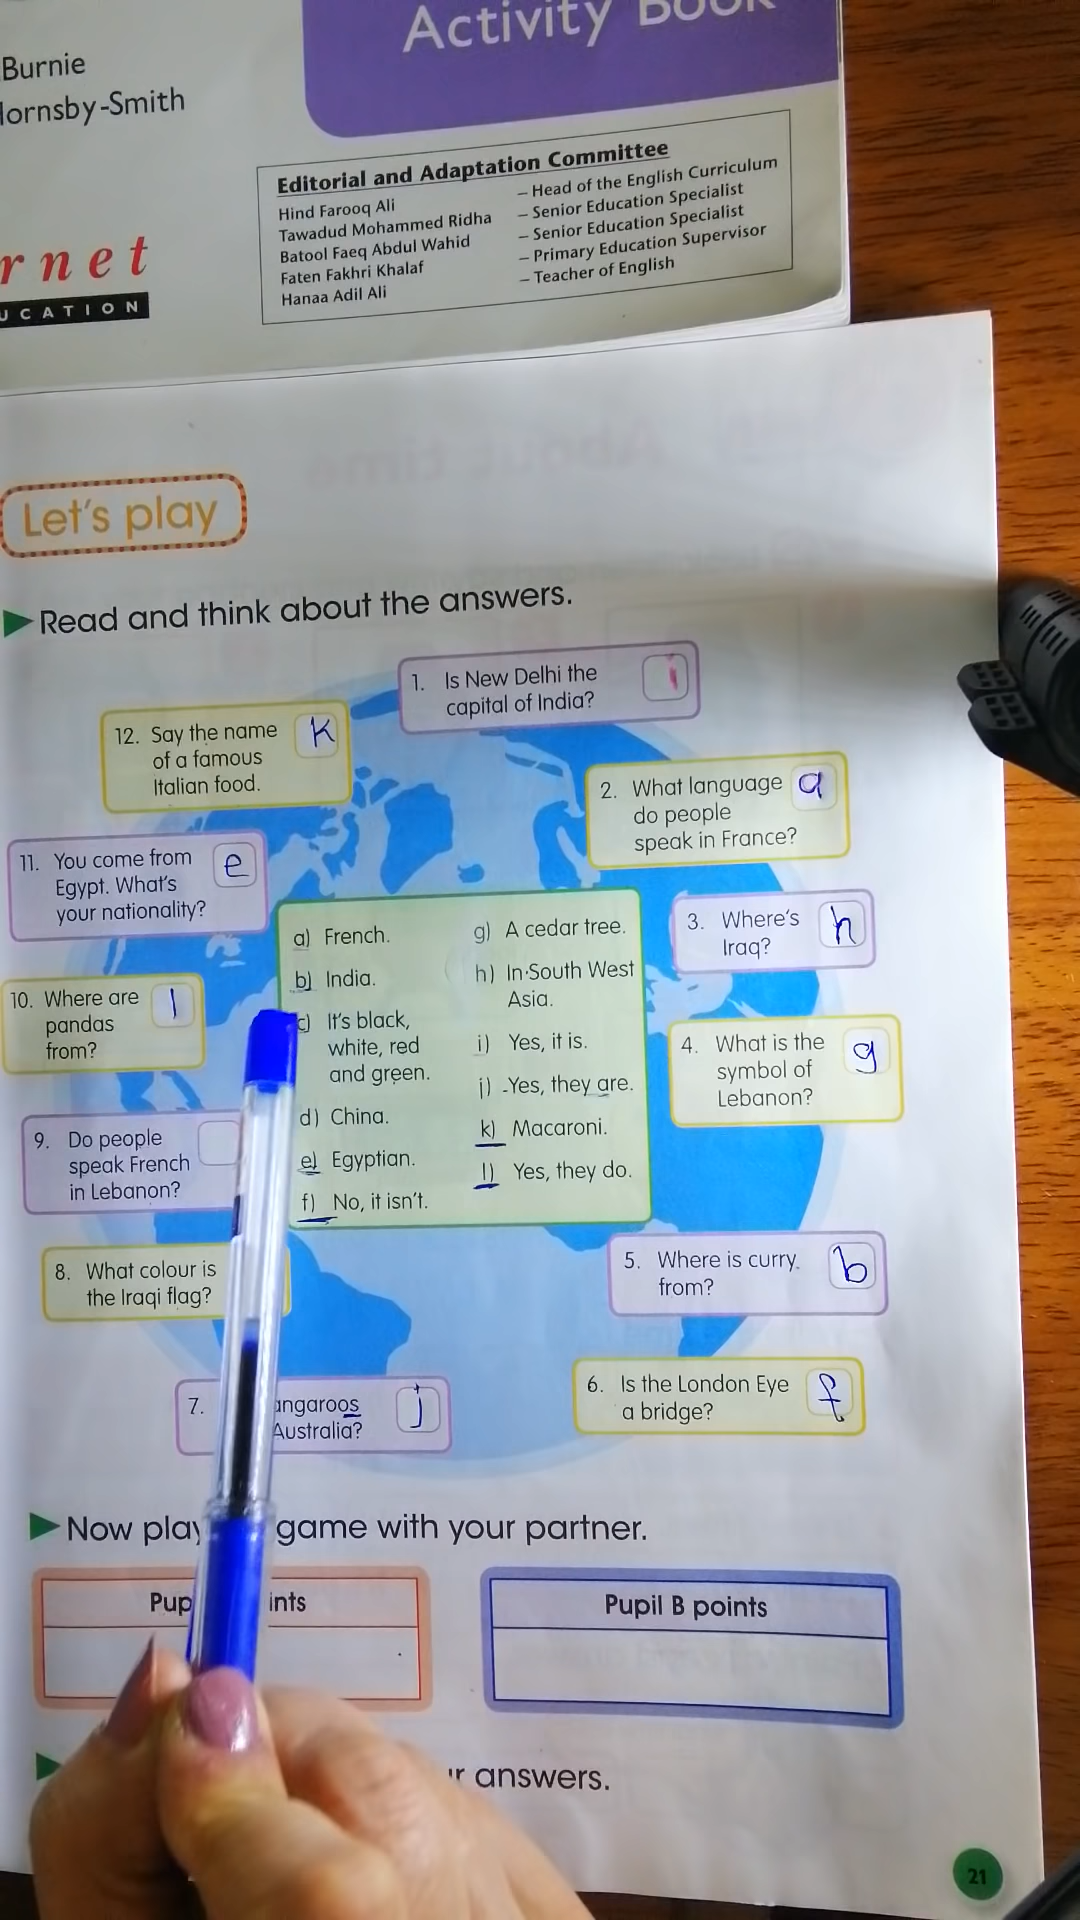 Activity Book
Burnie
Hornsby-Smith
Editorial and Adaptation Committee
Hind Farooq Ali – Head of the English Curriculum
Tawadud Mohammed Ridha – Senior Education Specialist
Batool Faeq Abdul Wahid – Senior Education Specialist
Faten Fakhri Khalaf – Primary Education Supervisor
Hanaa Adil Ali – Teacher of English
rnet
UCATION
Let's play
Read and think about the answers.
1. Is New Delhi the
capital of India?
i
12. Say the name
of a famous
Italian food.
k
2. What language
do people
speak in France?
a
11. You come from
Egypt. What's
your nationality?
e
3. Where's
Iraq?
h
10. Where are
pandas
from?
l
4. What is the
symbol of
Lebanon?
g
a) French.
b) India.
c) It's black,
white, red
and green.
d) China.
e) Egyptian.
f) No, it isn't.
g) A cedar tree.
h) In South West
Asia.
i) Yes, it is.
j) Yes, they are.
k) Macaroni.
l) Yes, they do.
9. Do people
speak French
in Lebanon?
8. What colour is
the Iraqi flag?
5. Where is curry
from?
b
7. angaroos
Australia?
j
6. Is the London Eye
a bridge?
f
Now play game with your partner.
Pup ints
Pupil B points
r answers.
21